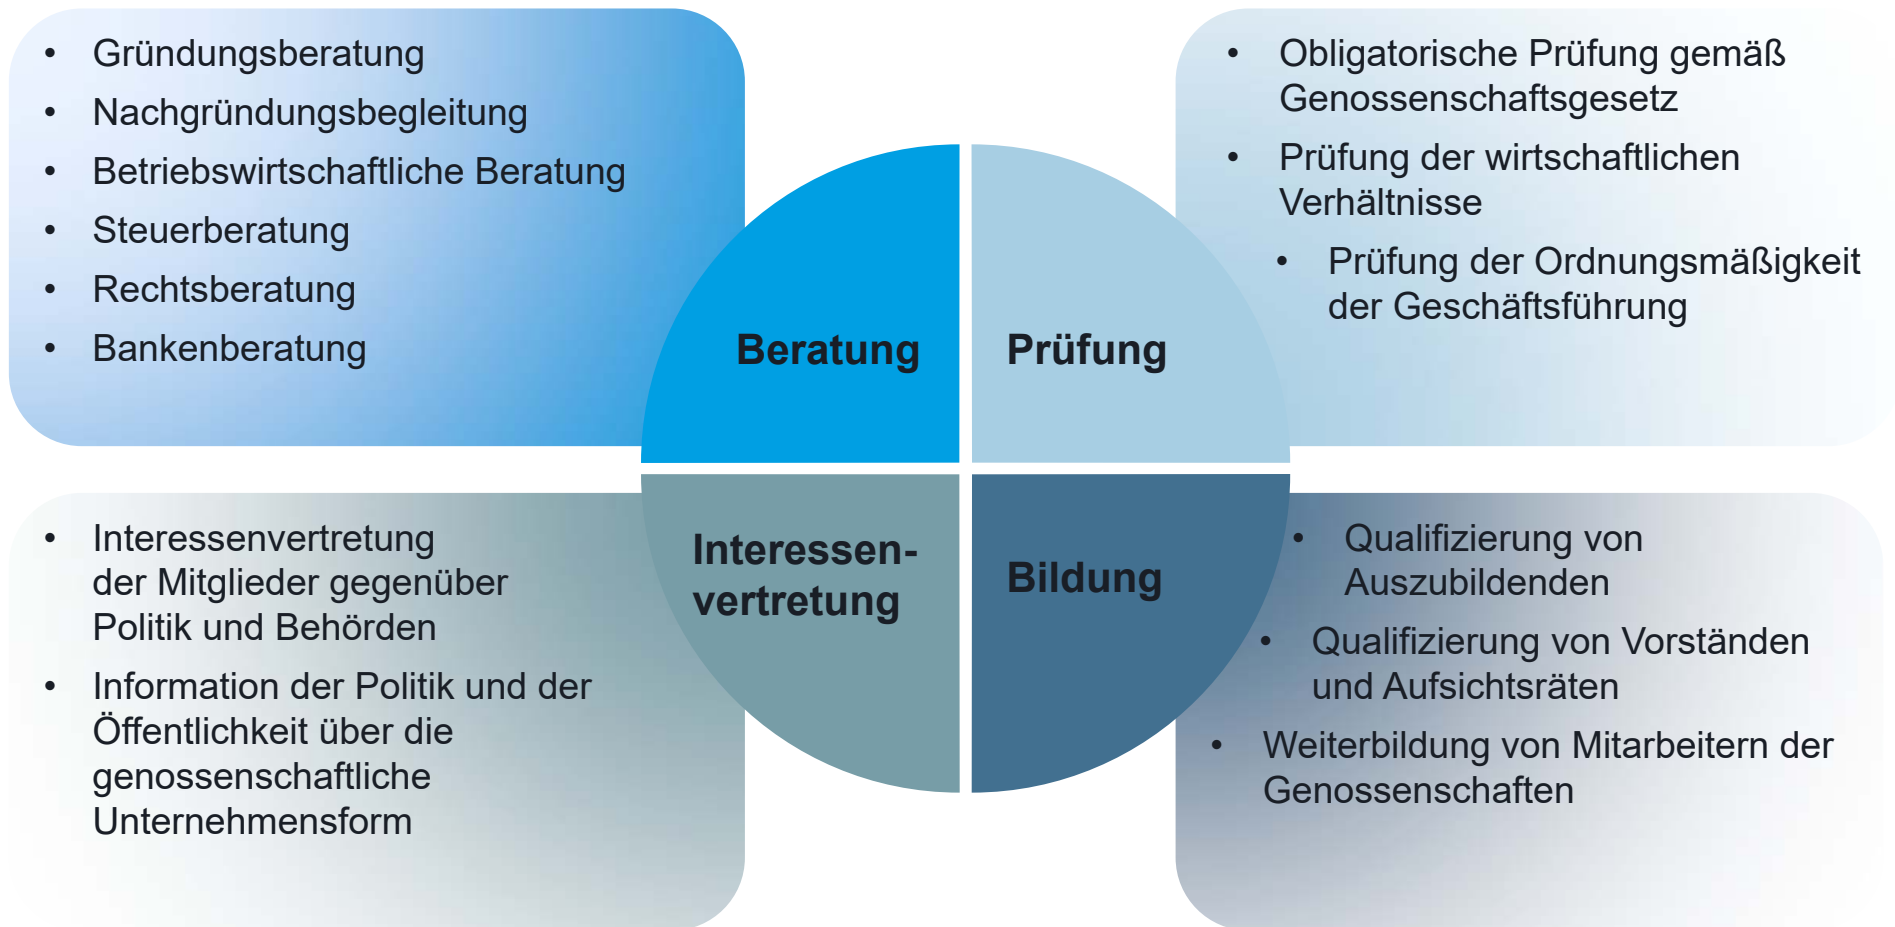 • Gründungsberatung
• Nachgründungsbegleitung
• Betriebswirtschaftliche Beratung
• Steuerberatung
• Rechtsberatung
• Bankenberatung
• Obligatorische Prüfung gemäß
Genossenschaftsgesetz
• Prüfung der wirtschaftlichen
Verhältnisse
• Prüfung der Ordnungsmäßigkeit
der Geschäftsführung
Beratung
Prüfung
Interessen-
vertretung
Bildung
• Interessenvertretung
der Mitglieder gegenüber
Politik und Behörden
• Information der Politik und der
Öffentlichkeit über die
genossenschaftliche
Unternehmensform
• Qualifizierung von
Auszubildenden
• Qualifizierung von Vorständen
und Aufsichtsräten
• Weiterbildung von Mitarbeitern der
Genossenschaften